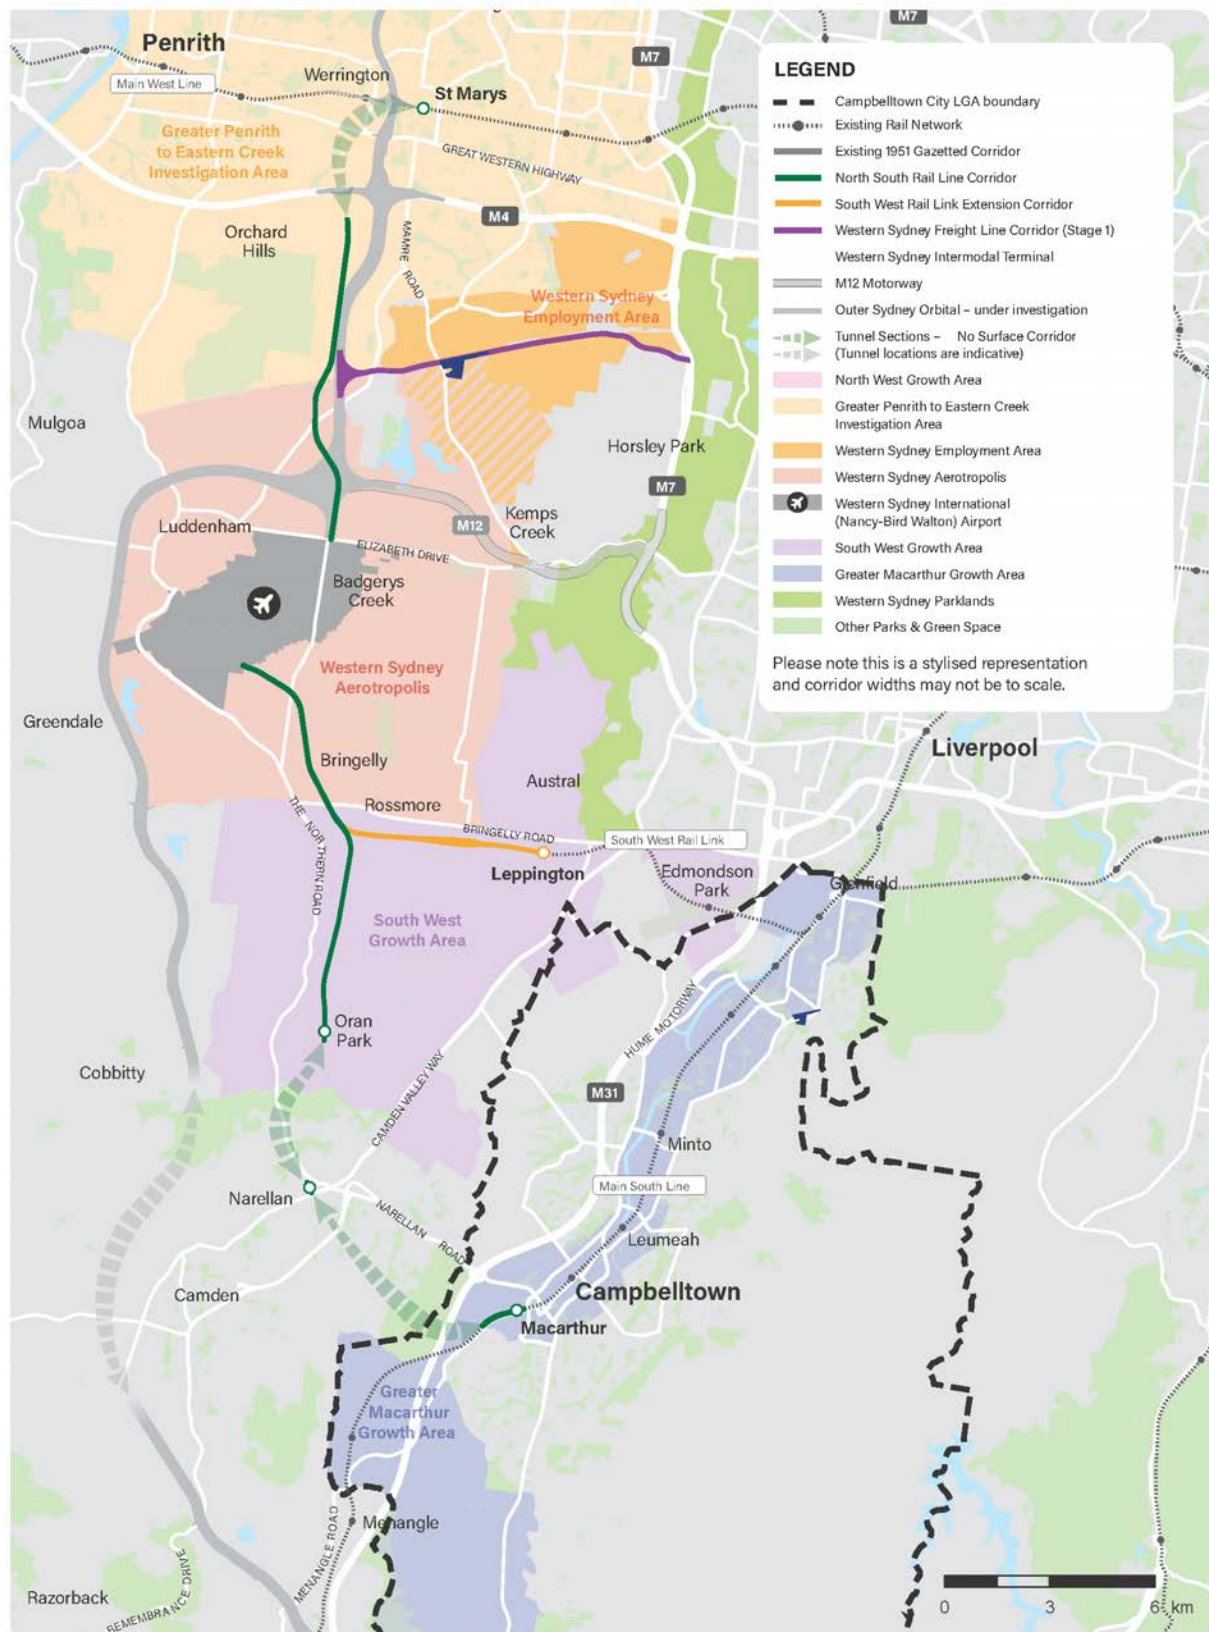 M7
Penrith
M7
Werrington
Main West Line
St Marys
Greater Penrith
to Eastern Creek
Investigation Area
GREAT WESTERN HIGHWAY
M4
Orchard
Hills
MAMRE ROAD
Western Sydney
Employment Area
Mulgoa
Horsley Park
M7
Luddenham
M12
Kemps
Creek
ELIZABETH DRIVE
Badgerys
Creek
Western Sydney
Aerotropolis
Greendale
Bringelly
Austral
Rossmore
THE NORTHERN ROAD
BRINGELLY ROAD
South West Rail Link
Leppington
Edmondson
Park
Liverpool
Glenfield
South West
Growth Area
Oran
Park
HUME MOTORWAY
Cobbitty
CAMDEN VALLEY WAY
M31
Minto
Main South Line
Narellan
NARELLAN ROAD
Leumeah
Camden
Campbelltown
Macarthur
Greater
Macarthur
Growth Area
Menangle
MENANGLE ROAD
Razorback
REMEMBRANCE DRIVE
0 3 6 km
LEGEND
Campbelltown City LGA boundary
Existing Rail Network
Existing 1951 Gazetted Corridor
North South Rail Line Corridor
South West Rail Link Extension Corridor
Western Sydney Freight Line Corridor (Stage 1)
Western Sydney Intermodal Terminal
M12 Motorway
Outer Sydney Orbital – under investigation
Tunnel Sections – No Surface Corridor
(Tunnel locations are indicative)
North West Growth Area
Greater Penrith to Eastern Creek
Investigation Area
Western Sydney Employment Area
Western Sydney Aerotropolis
Western Sydney International
(Nancy-Bird Walton) Airport
South West Growth Area
Greater Macarthur Growth Area
Western Sydney Parklands
Other Parks & Green Space
Please note this is a stylised representation
and corridor widths may not be to scale.